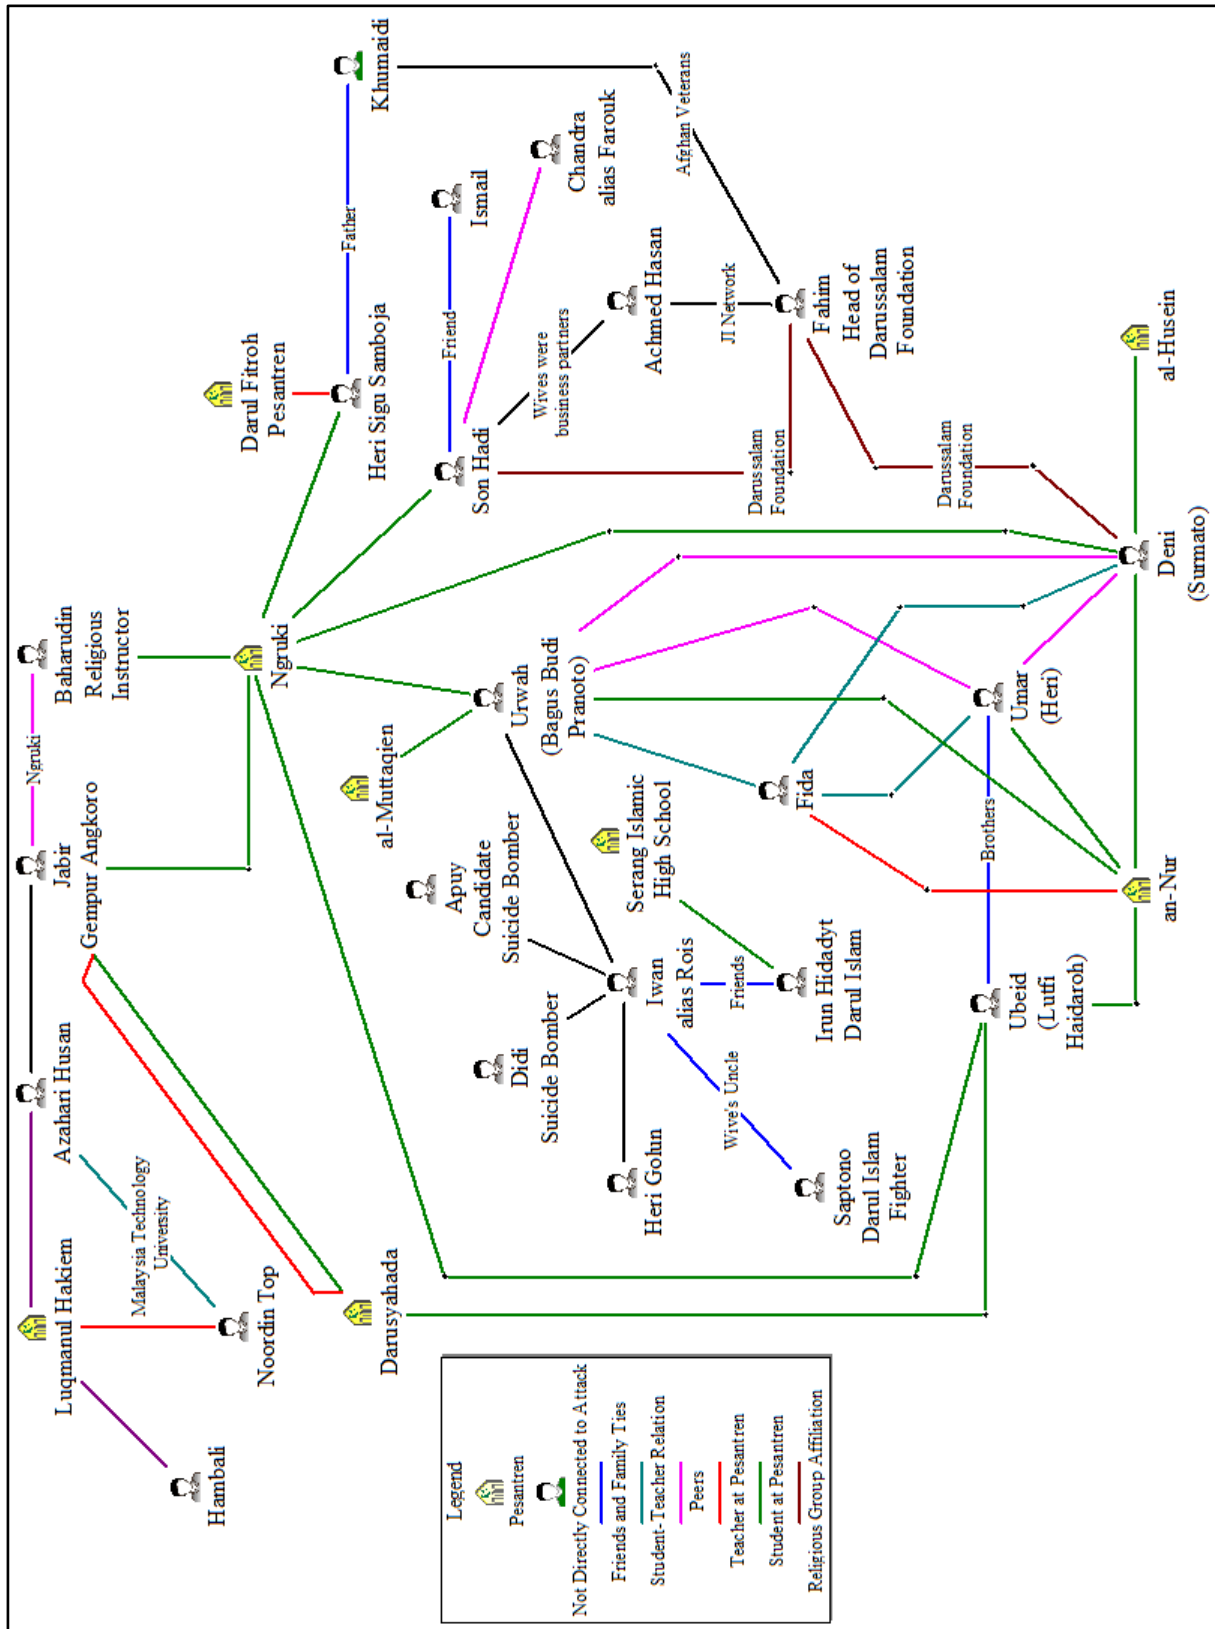 Hambali
Luqmanul Hakiem
Malaysia Technology
University
Noordin Top
Azahari Husan
Jabir
Gempur Angkoro
Ngruki
Baharudin
Religious
Instructor
Ngruki
Darul Fitroh
Pesantren
Heri Sigu Samboja
Father
Khumaidi
Darusyahada
al-Muttaqien
Apuy
Candidate
Suicide Bomber
Didi
Suicide Bomber
Heri Golun
Iwan
alias Rois
Friends
Wive's Uncle
Saptono
Darul Islam
Fighter
Irun Hidadyt
Darul Islam
Serang Islamic
High School
Urwah
(Bagus Budi
Pranoto)
Son Hadi
Friend
Ismail
Chandra
alias Farouk
Wives were
business partners
Achmed Hasan
JI Network
Afghan Veterans
Fahim
Head of
Darussalam
Foundation
Darussalam
Foundation
Darussalam
Foundation
Fida
Umar
(Heri)
Brothers
Ubeid
(Lutfi
Haidaroh)
an-Nur
Deni
(Surmato)
al-Husein
Legend
Pesantren
Not Directly Connected to Attack
Friends and Family Ties
Student-Teacher Relation
Peers
Teacher at Pesantren
Student at Pesantren
Religious Group Affiliation